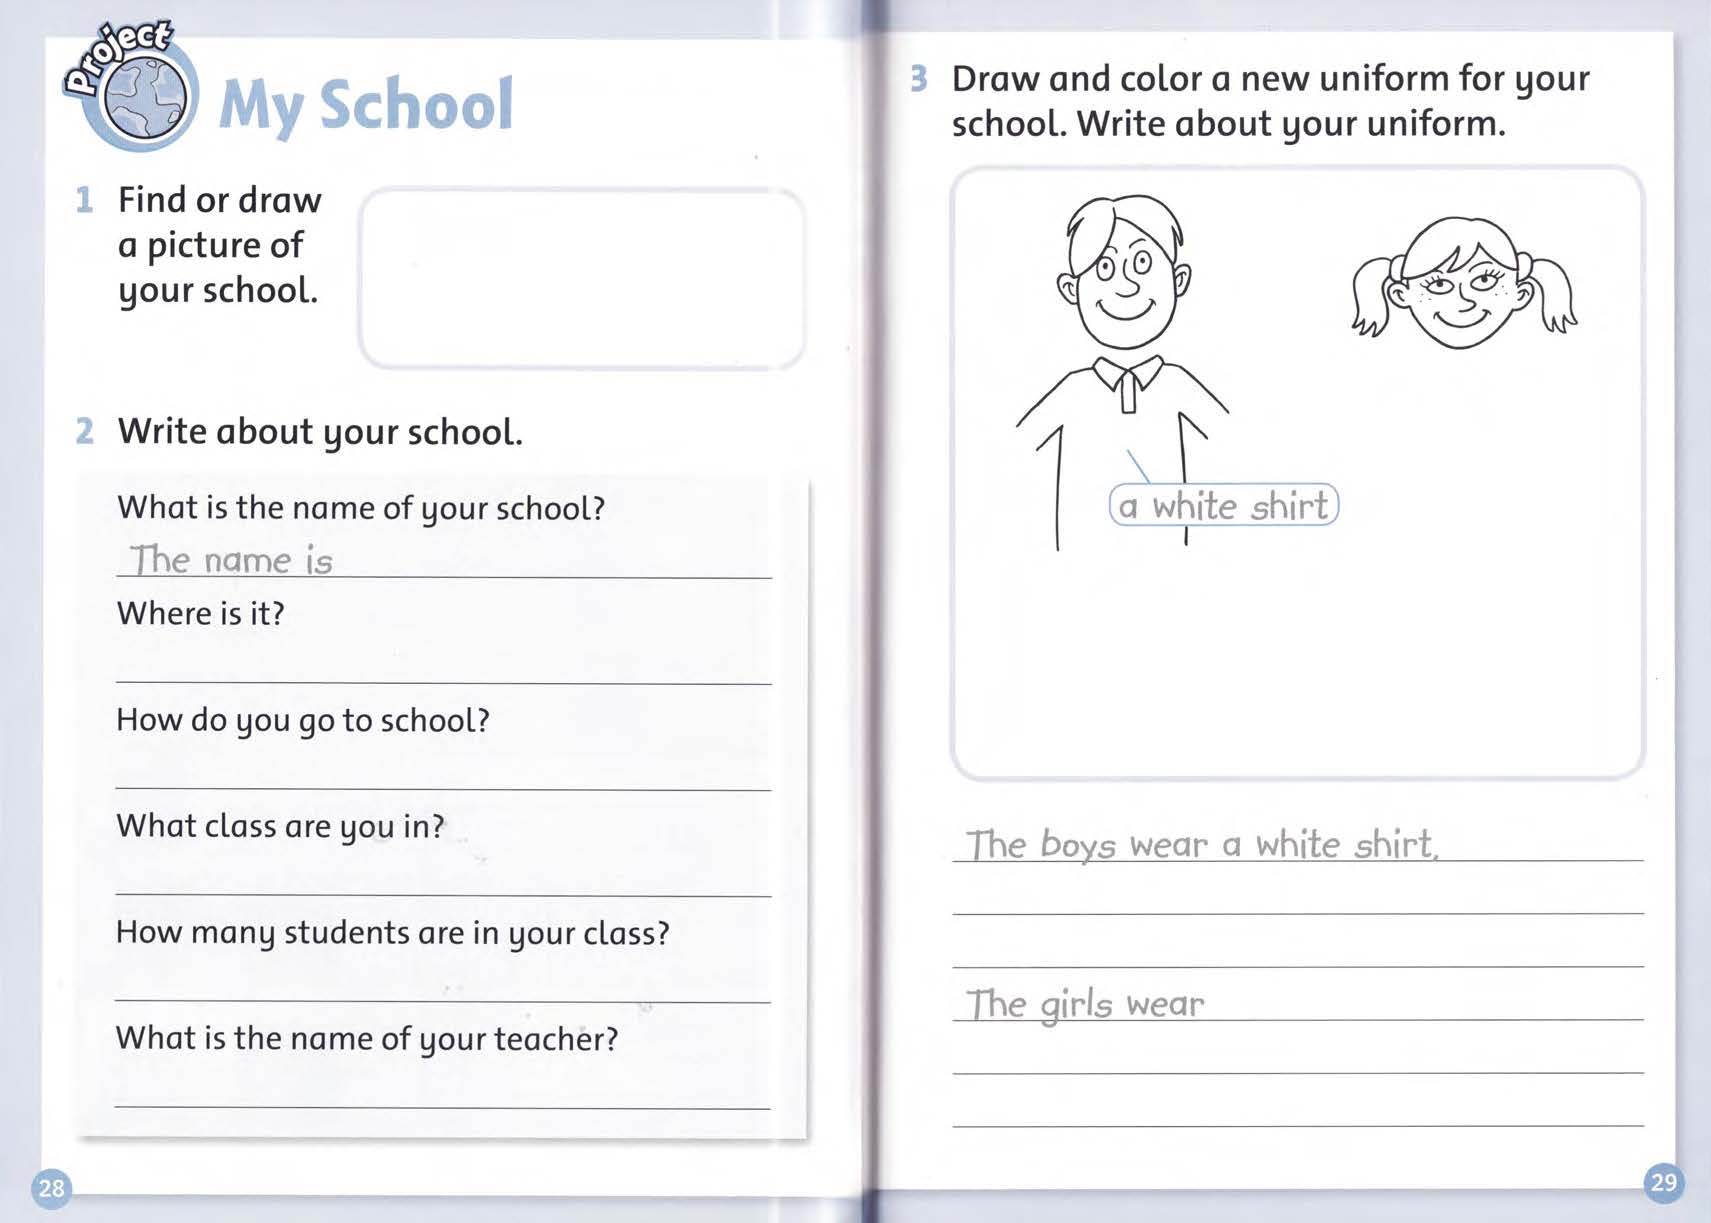 Project
My School
1 Find or draw
a picture of
your school.
2 Write about your school.
What is the name of your school?
The name is
Where is it?
How do you go to school?
What class are you in?
How many students are in your class?
What is the name of your teacher?
28
3 Draw and color a new uniform for your
school. Write about your uniform.
a white shirt
The boys wear a white shirt,
The girls wear
29